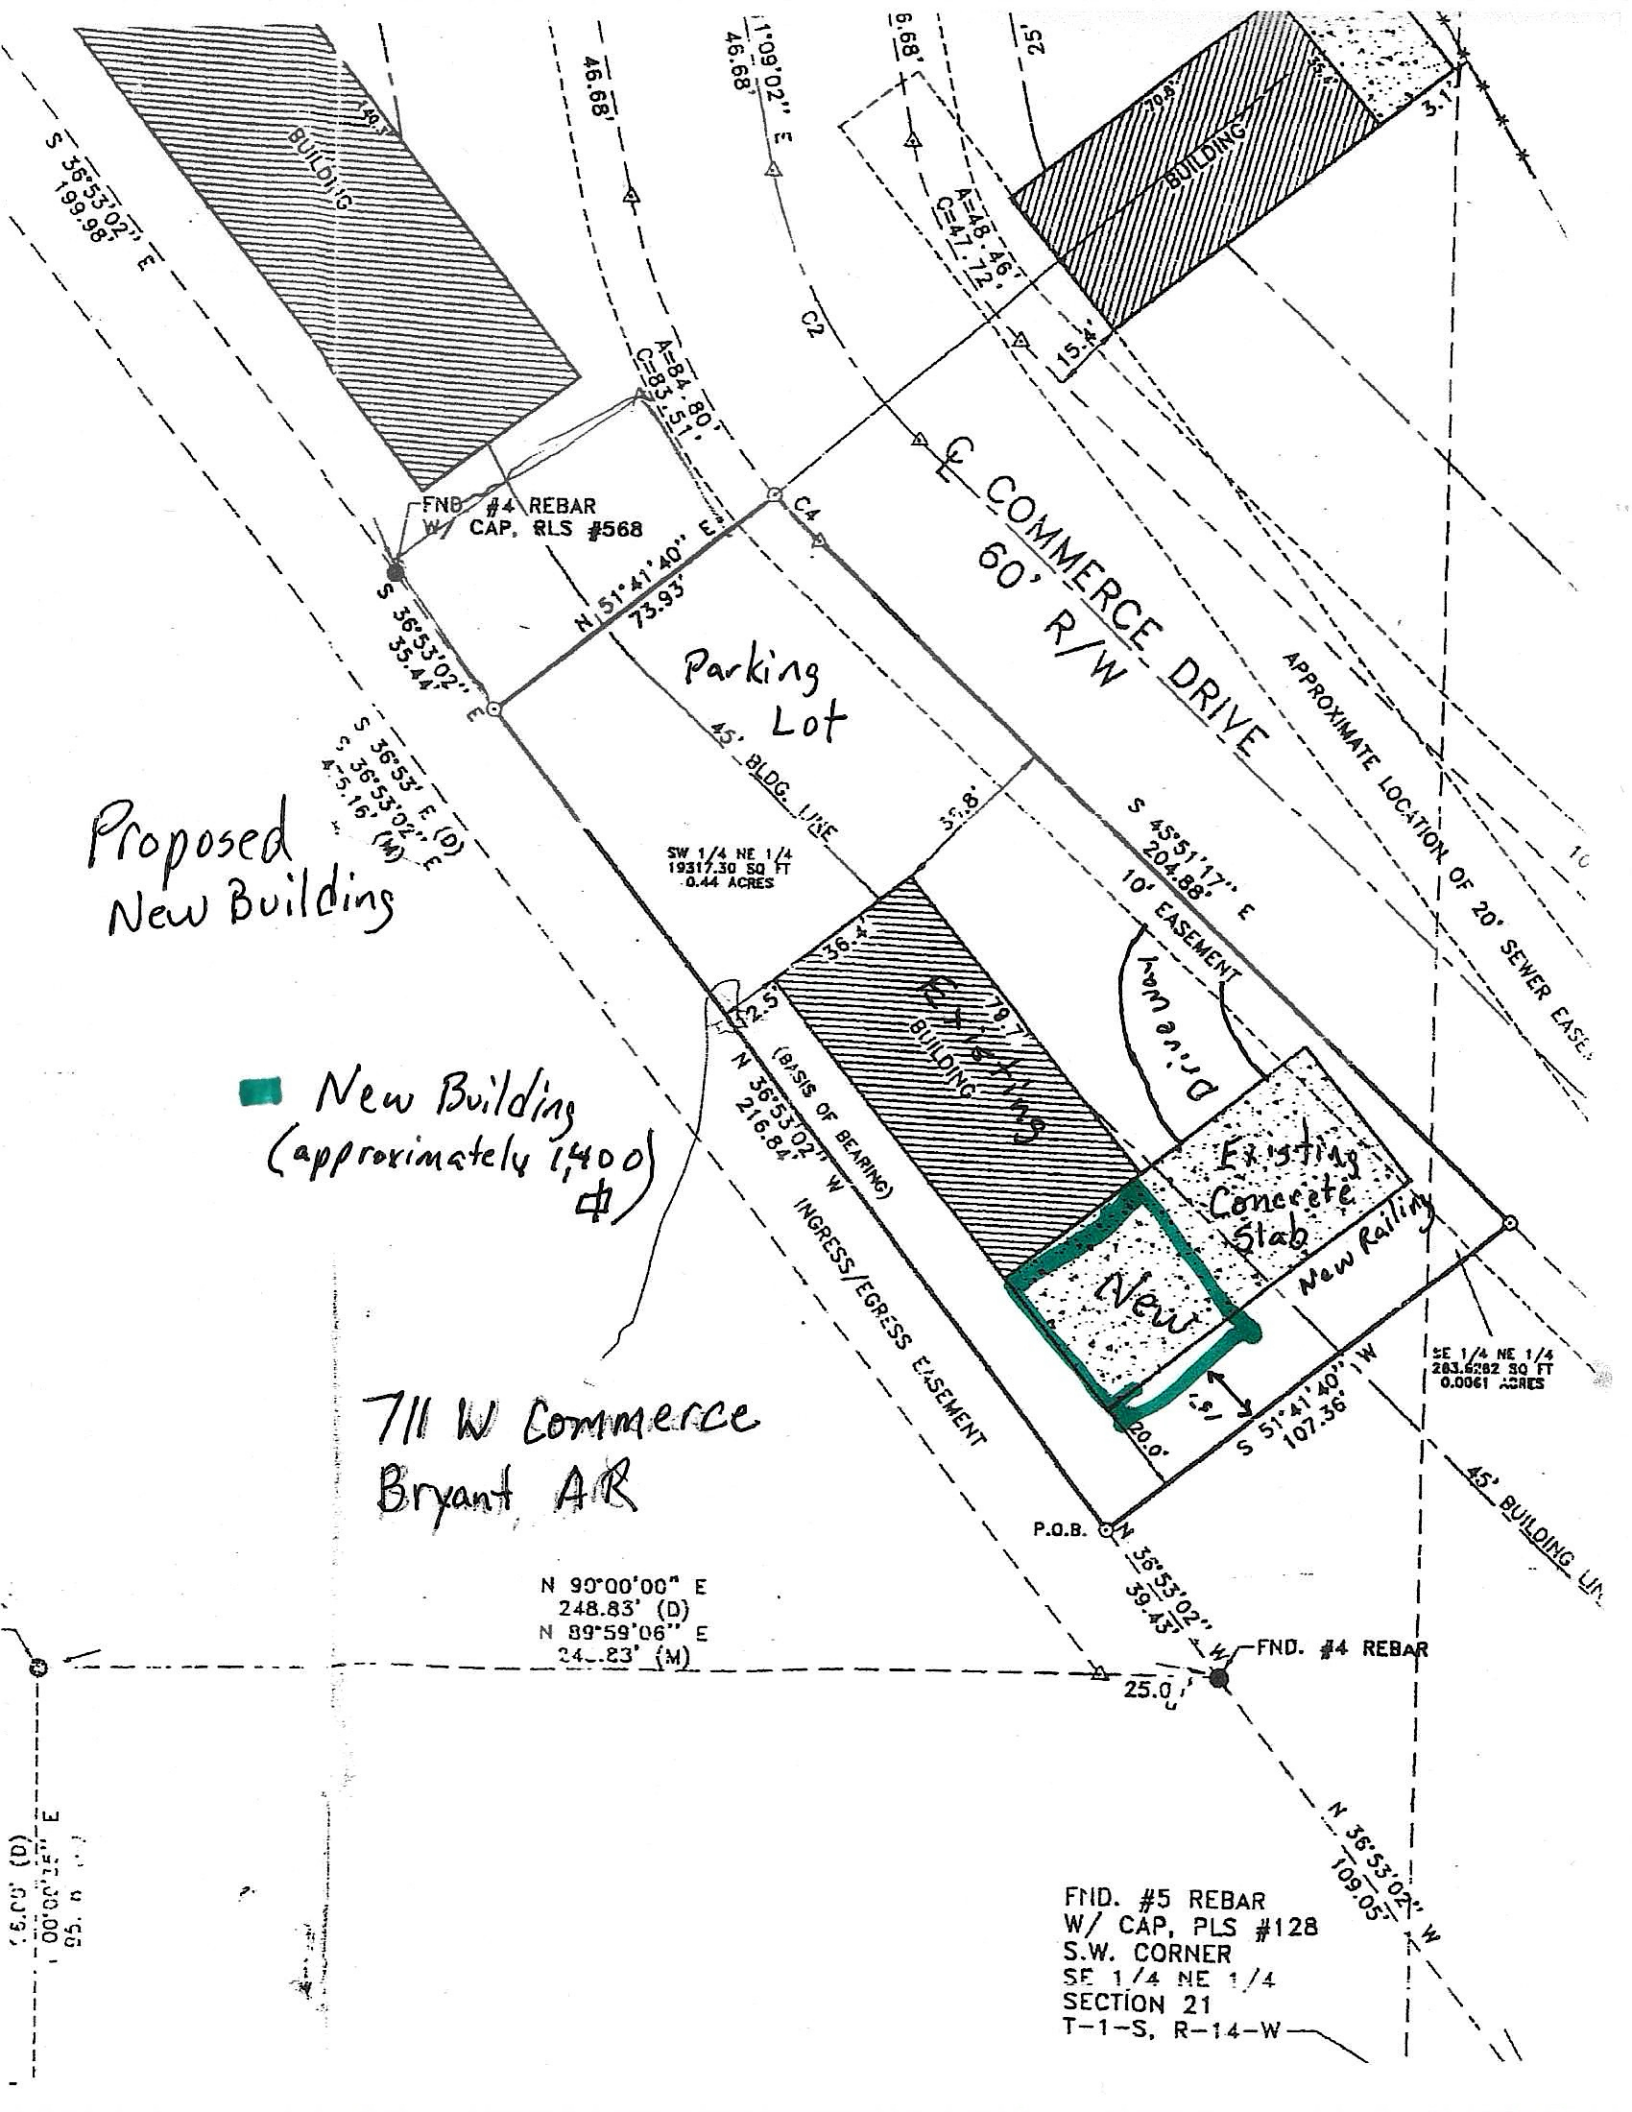 S 36°53'02" E
199.98'
BUILDING
140.3'
46.68'
1°09'02" E
46.68'
6.68'
25'
BUILDING
70.8'
35.4'
3.1'
15.4'
A=48.46'
C=47.72'
C2
A=84.80'
C=83.51'
FND. #4 REBAR
W/ CAP, RLS #568
C4
℄ COMMERCE DRIVE
60' R/W
N 51°41'40" E
73.93'
S 36°53'02" E
35.44'
S 36°53' E (D)
S 36°53'02" E
Parking
Lot
45' BLDG. LINE
APPROXIMATE LOCATION OF 20' SEWER EASE
10
Proposed
New Building
SW 1/4 NE 1/4
19317.30 SQ FT
0.44 ACRES
S 45°51'17" E
204.88'
10' EASEMENT
Driveway
36.4'
79.7'
Existing
BUILDING
N 36°53'02" W
216.84'
(BASIS OF BEARING)
New Building
(approximately 1,400)
Existing
Concrete
Slab
New Railing
New
INGRESS/EGRESS EASEMENT
SE 1/4 NE 1/4
0.0061 ACRES
15'
S 51°41'40" W
107.36'
20.0'
711 W Commerce
Bryant, AR
45' BUILDING LIN
P.O.B.
N 36°53'02" W
39.43'
N 90°00'00" E
248.83' (D)
N 89°59'06" E
FND. #4 REBAR
25.0'
N 36°53'02" W
109.05'
FND. #5 REBAR
W/ CAP, PLS #128
S.W. CORNER
SE 1/4 NE 1/4
SECTION 21
T-1-S, R-14-W